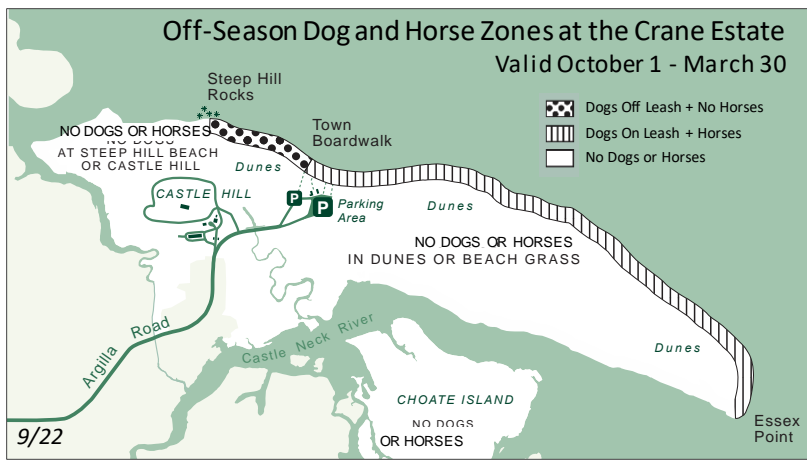 Off-Season Dog and Horse Zones at the Crane Estate
Valid October 1 - March 30
Steep Hill
Rocks
Dogs Off Leash + No Horses
Dogs On Leash + Horses
No Dogs or Horses
Town
Boardwalk
NO DOGS OR HORSES
NO DOGS
AT STEEP HILL BEACH
OR CASTLE HILL
Dunes
CASTLE HILL
P
P
Parking
Area
Dunes
NO DOGS OR HORSES
IN DUNES OR BEACH GRASS
Argilla Road
Castle Neck River
Dunes
CHOATE ISLAND
NO DOGS
OR HORSES
Essex
Point
9/22